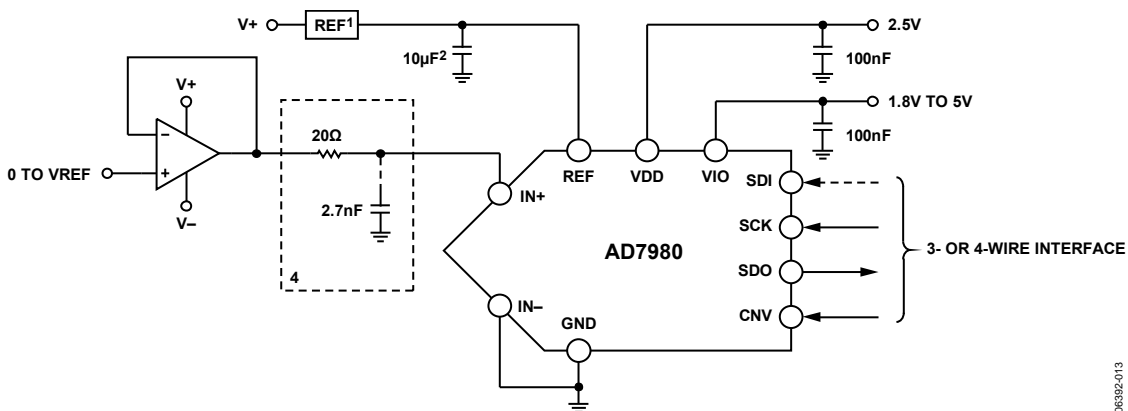 V+ REF1 2.5V
10µF2 100nF
V+ 1.8V TO 5V
− 20Ω 100nF
0 TO VREF + REF VDD VIO SDI
V− 2.7nF IN+ SCK
AD7980 3- OR 4-WIRE INTERFACE
4 SDO
IN− GND CNV
06392-013